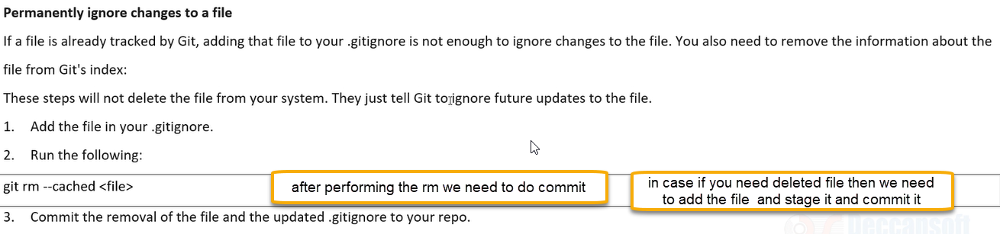 Permanently ignore changes to a file
If a file is already tracked by Git, adding that file to your .gitignore is not enough to ignore changes to the file. You also need to remove the information about the
file from Git's index:
These steps will not delete the file from your system. They just tell Git to ignore future updates to the file.
1. Add the file in your .gitignore.
2. Run the following:
git rm --cached <file>
after performing the rm we need to do commit
in case if you need deleted file then we need
to add the file and stage it and commit it
3. Commit the removal of the file and the updated .gitignore to your repo.
Deccansoft